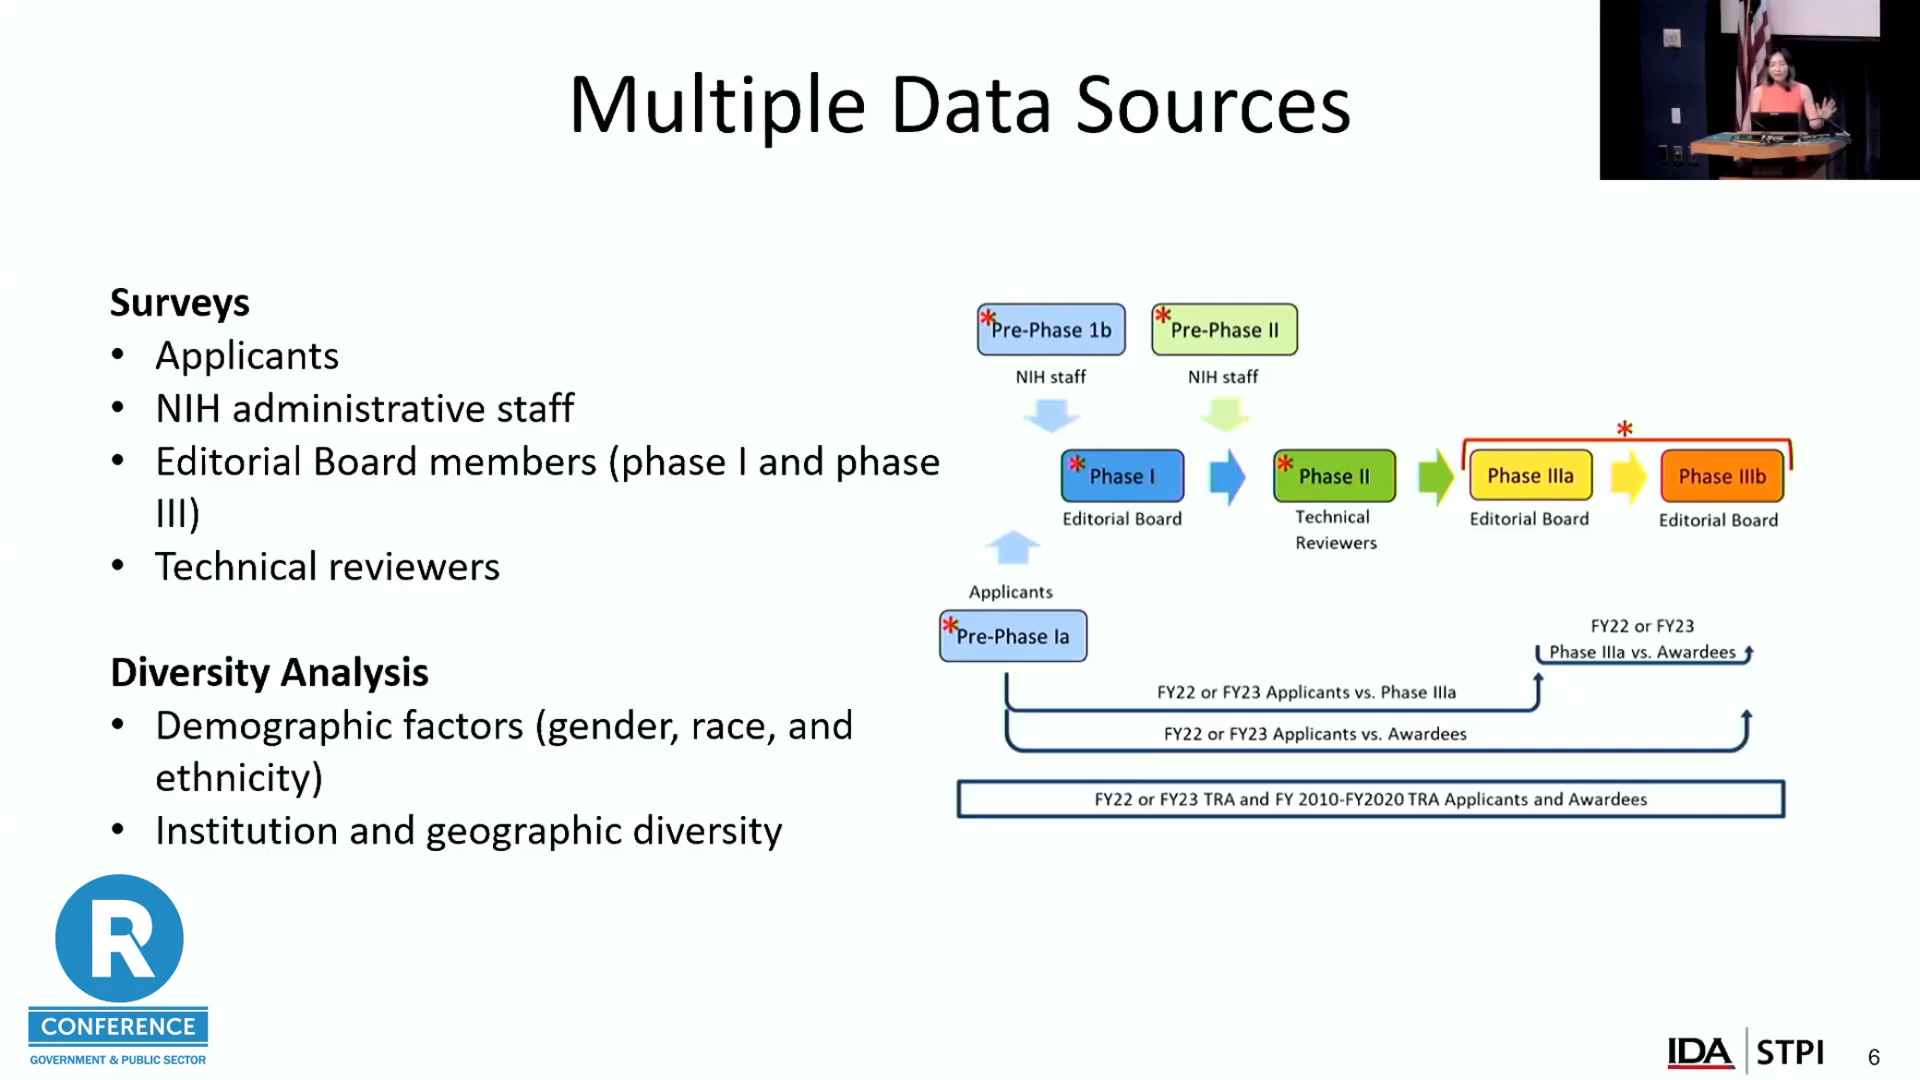 Multiple Data Sources
Surveys
• Applicants
• NIH administrative staff
• Editorial Board members (phase I and phase
III)
• Technical reviewers
Diversity Analysis
• Demographic factors (gender, race, and
ethnicity)
• Institution and geographic diversity
* Pre-Phase 1b
NIH staff
* Pre-Phase II
NIH staff
* Phase I
Editorial Board
* Phase II
Technical
Reviewers
*
Phase IIIa
Editorial Board
Phase IIIb
Editorial Board
Applicants
* Pre-Phase Ia
FY22 or FY23
Phase IIIa vs. Awardees
FY22 or FY23 Applicants vs. Phase IIIa
FY22 or FY23 Applicants vs. Awardees
FY22 or FY23 TRA and FY 2010-FY2020 TRA Applicants and Awardees
R
CONFERENCE
GOVERNMENT & PUBLIC SECTOR
IDA | STPI
6